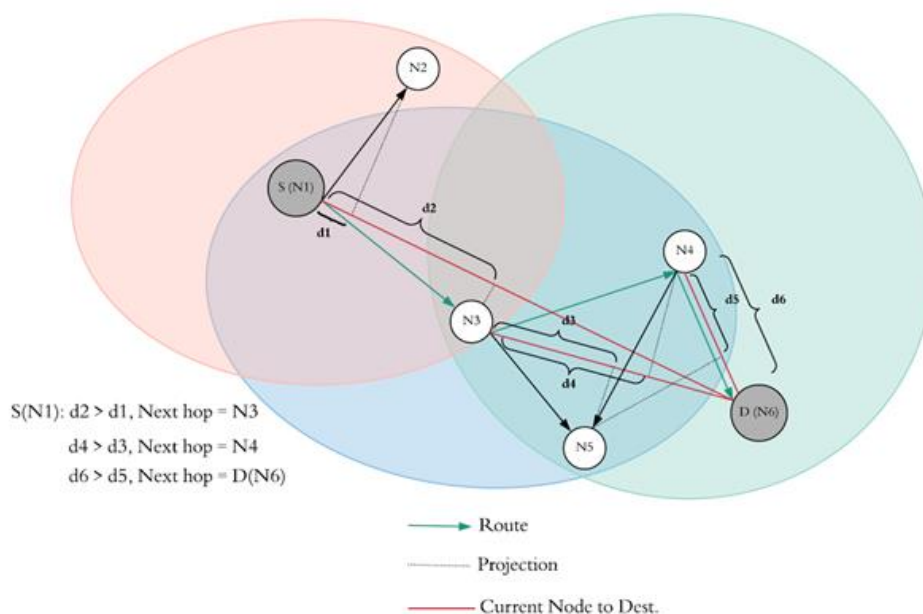 N2
S (N1)
d2
d1
N4
d5
d6
N3
d3
d4
D (N6)
N5
S(N1): d2 > d1, Next hop = N3
d4 > d3, Next hop = N4
d6 > d5, Next hop = D(N6)
Route
Projection
Current Node to Dest.